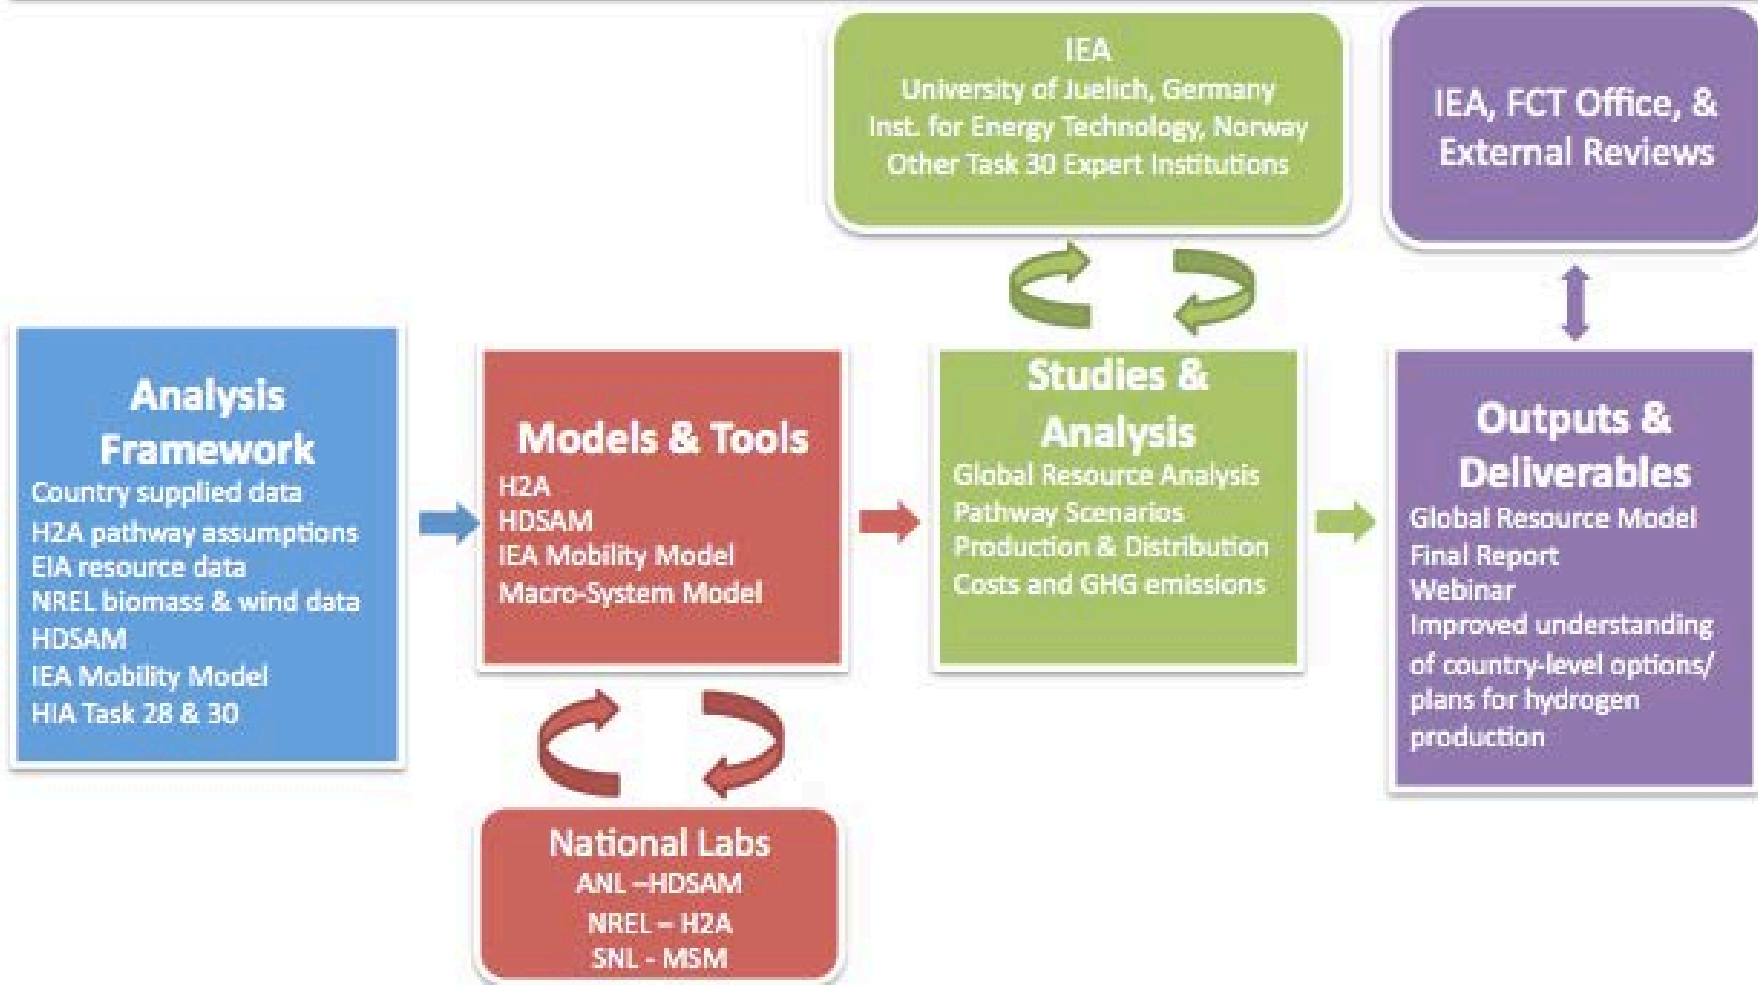 IEA
University of Juelich, Germany
Inst. for Energy Technology, Norway
Other Task 30 Expert Institutions
IEA, FCT Office, &
External Reviews
Analysis
Framework
Country supplied data
H2A pathway assumptions
EIA resource data
NREL biomass & wind data
HDSAM
IEA Mobility Model
HIA Task 28 & 30
Models & Tools
H2A
HDSAM
IEA Mobility Model
Macro-System Model
National Labs
ANL –HDSAM
NREL – H2A
SNL - MSM
Studies &
Analysis
Global Resource Analysis
Pathway Scenarios
Production & Distribution
Costs and GHG emissions
Outputs &
Deliverables
Global Resource Model
Final Report
Webinar
Improved understanding
of country-level options/
plans for hydrogen
production